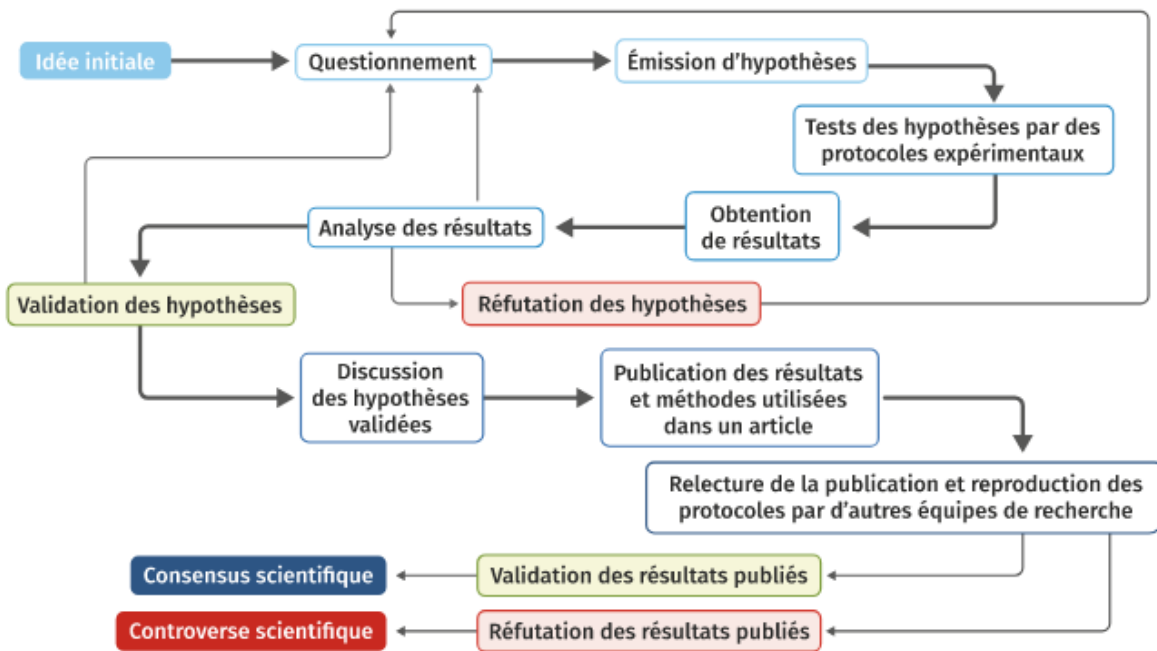 Idée initiale
Questionnement
Émission d'hypothèses
Tests des hypothèses par des
protocoles expérimentaux
Obtention
de résultats
Analyse des résultats
Validation des hypothèses
Réfutation des hypothèses
Discussion
des hypothèses
validées
Publication des résultats
et méthodes utilisées
dans un article
Relecture de la publication et reproduction des
protocoles par d'autres équipes de recherche
Validation des résultats publiés
Consensus scientifique
Réfutation des résultats publiés
Controverse scientifique